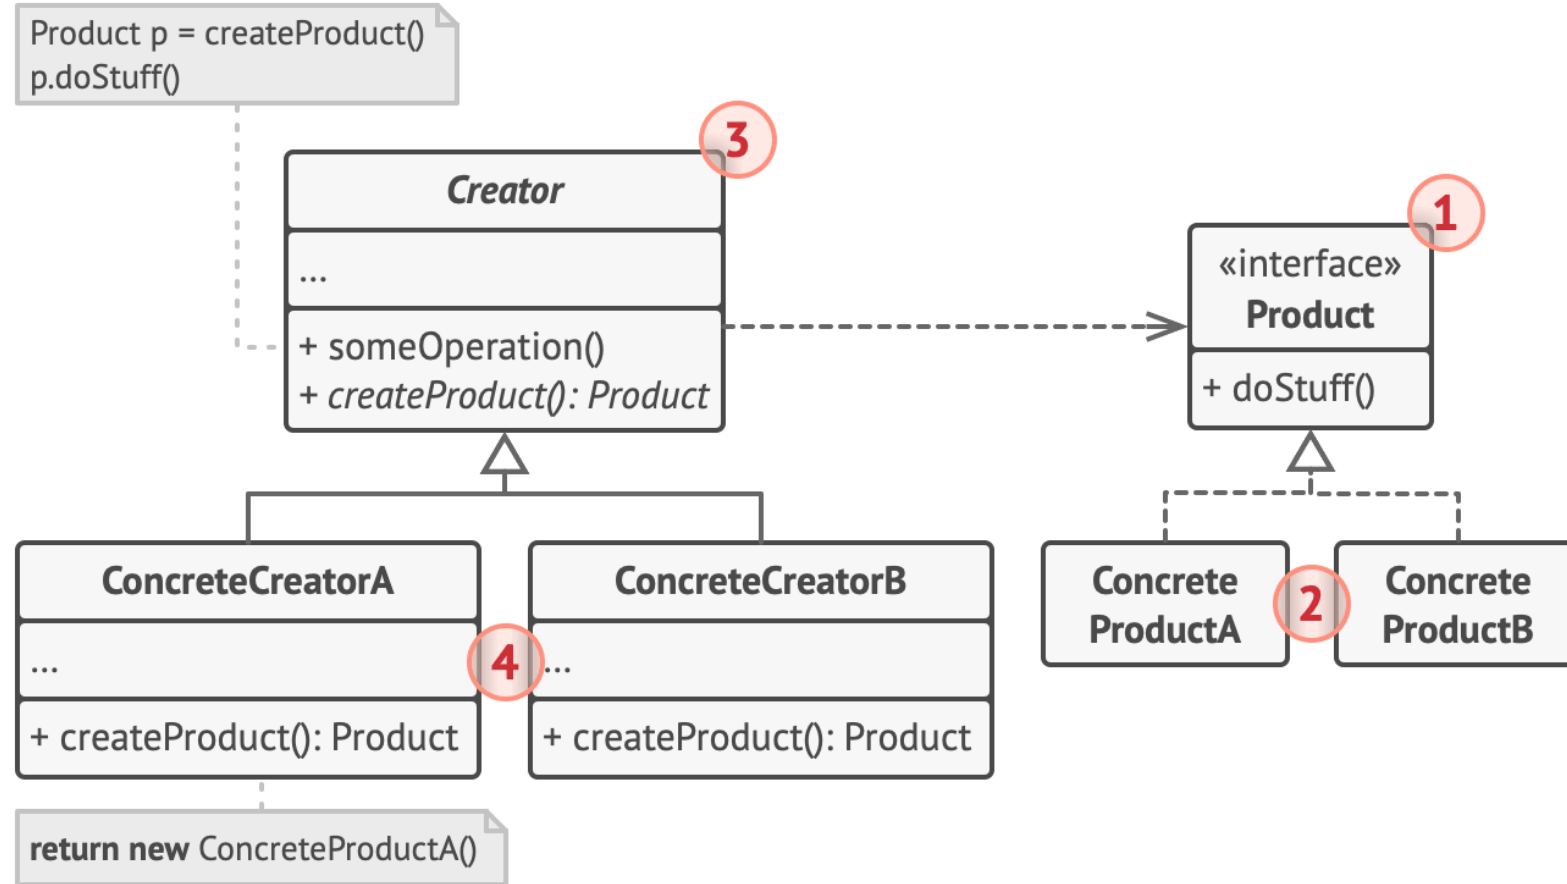 Product p = createProduct()
p.doStuff()
3
Creator
...
+ someOperation()
+ createProduct(): Product
1
«interface»
Product
+ doStuff()
ConcreteCreatorA
...
+ createProduct(): Product
4
ConcreteCreatorB
...
+ createProduct(): Product
Concrete
ProductA
2
Concrete
ProductB
return new ConcreteProductA()